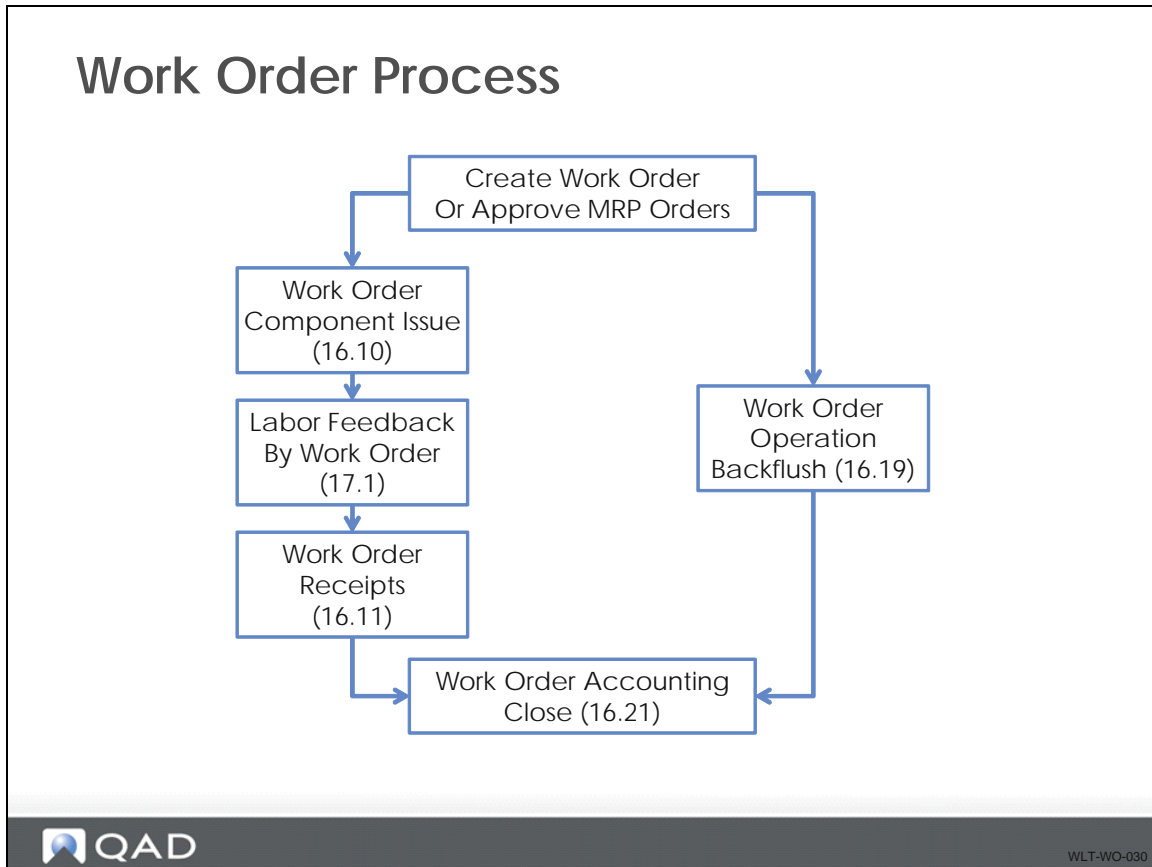 Work Order Process
Create Work Order
Or Approve MRP Orders
Work Order
Component Issue
(16.10)
Labor Feedback
By Work Order
(17.1)
Work Order
Receipts
(16.11)
Work Order
Operation
Backflush (16.19)
Work Order Accounting
Close (16.21)
QAD
WLT-WO-030